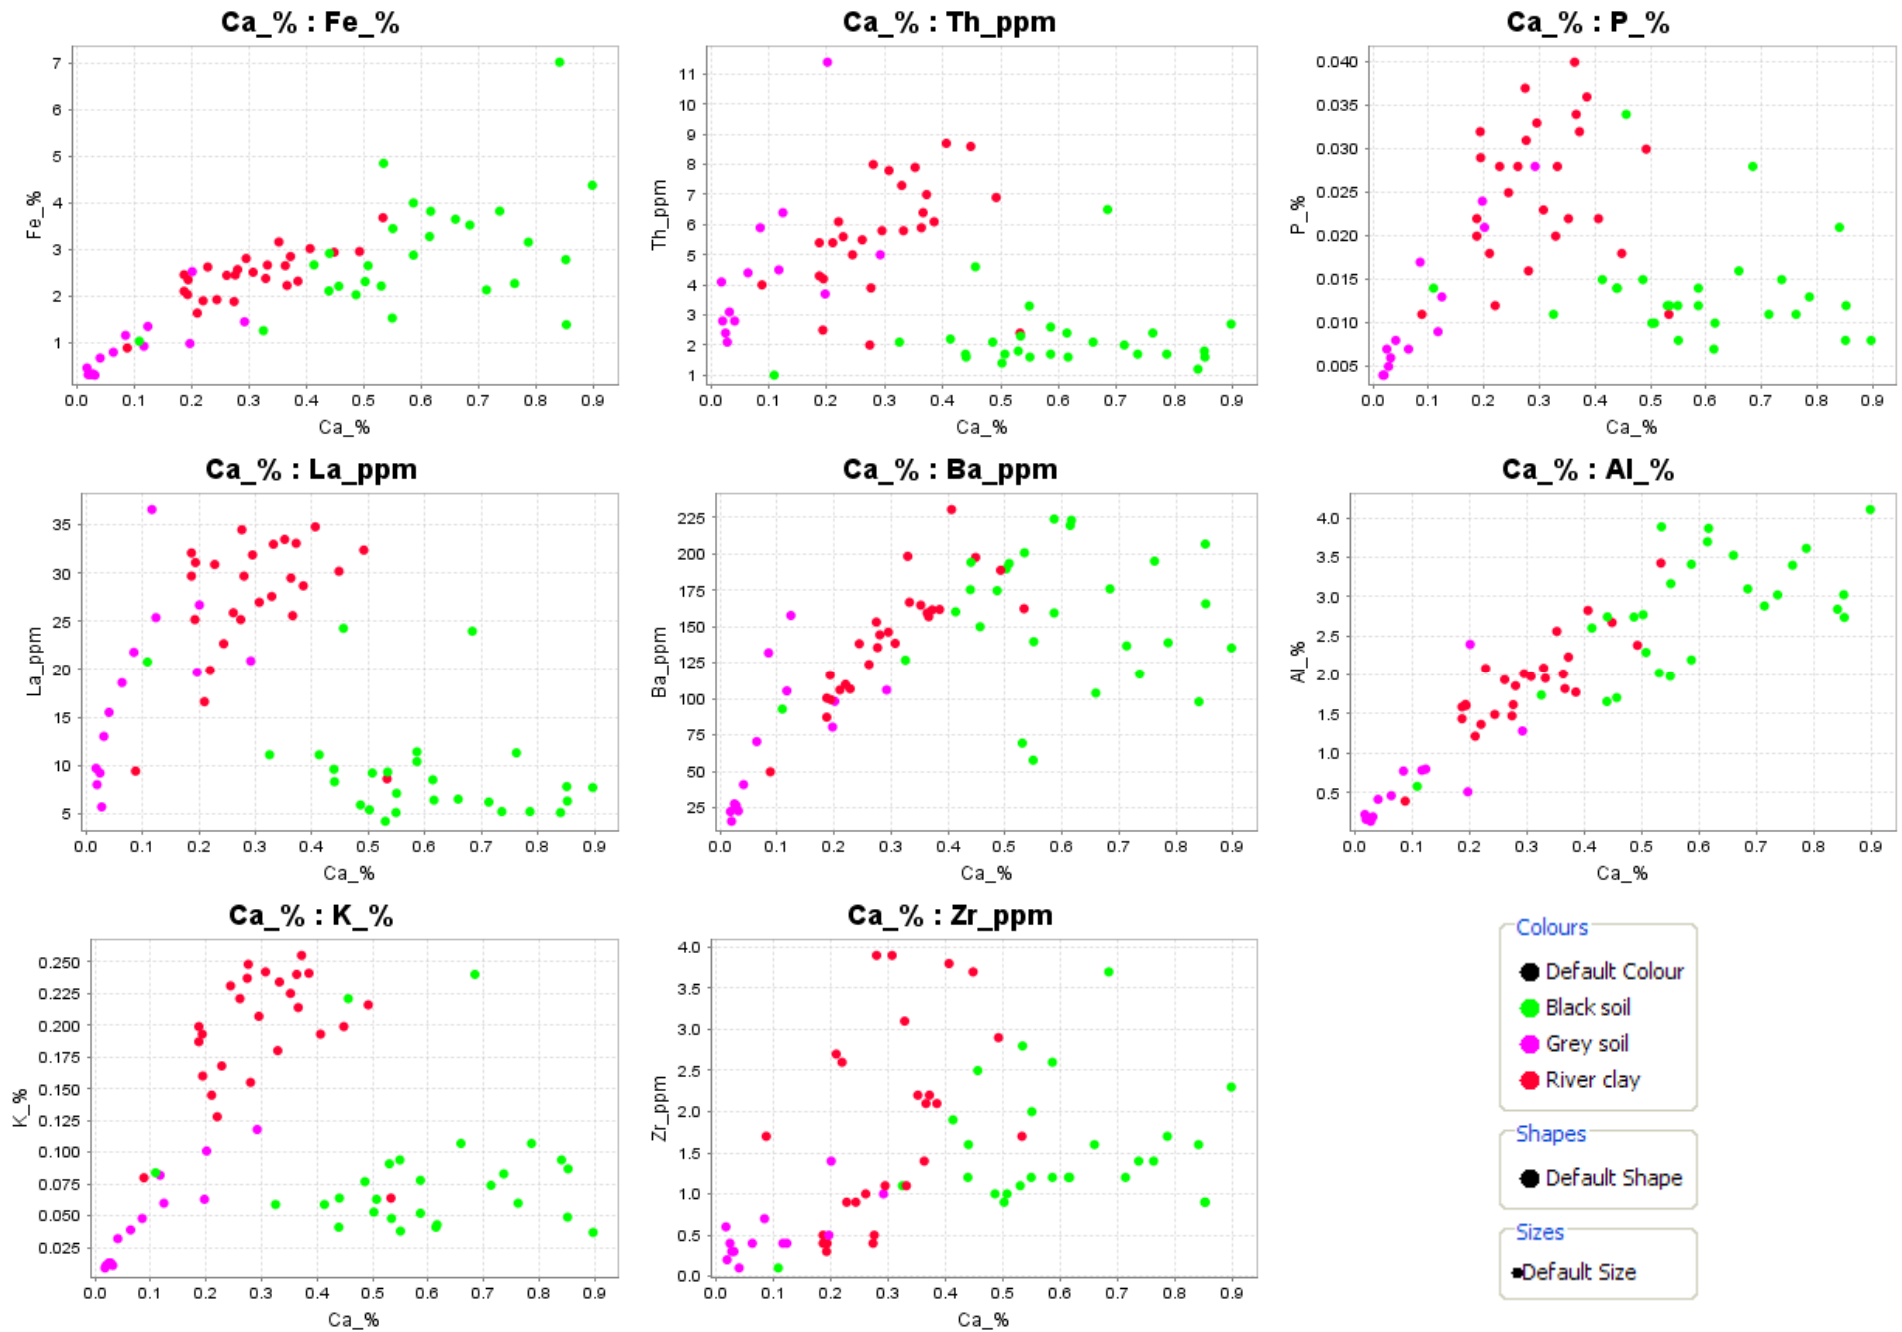 Ca_% : Fe_%
7
6
5
4
3
2
1
Fe_%
0.0 0.1 0.2 0.3 0.4 0.5 0.6 0.7 0.8 0.9
Ca_%
Ca_% : Th_ppm
11
10
9
8
7
6
5
4
3
2
1
Th_ppm
0.0 0.1 0.2 0.3 0.4 0.5 0.6 0.7 0.8 0.9
Ca_%
Ca_% : P_%
0.040
0.035
0.030
0.025
0.020
0.015
0.010
0.005
P_%
0.0 0.1 0.2 0.3 0.4 0.5 0.6 0.7 0.8 0.9
Ca_%
Ca_% : La_ppm
35
30
25
20
15
10
5
La_ppm
0.0 0.1 0.2 0.3 0.4 0.5 0.6 0.7 0.8 0.9
Ca_%
Ca_% : Ba_ppm
225
200
175
150
125
100
75
50
25
Ba_ppm
0.0 0.1 0.2 0.3 0.4 0.5 0.6 0.7 0.8 0.9
Ca_%
Ca_% : Al_%
4.0
3.5
3.0
2.5
2.0
1.5
1.0
0.5
Al_%
0.0 0.1 0.2 0.3 0.4 0.5 0.6 0.7 0.8 0.9
Ca_%
Ca_% : K_%
0.250
0.225
0.200
0.175
0.150
0.125
0.100
0.075
0.050
0.025
K_%
0.0 0.1 0.2 0.3 0.4 0.5 0.6 0.7 0.8 0.9
Ca_%
Ca_% : Zr_ppm
4.0
3.5
3.0
2.5
2.0
1.5
1.0
0.5
0.0
Zr_ppm
0.0 0.1 0.2 0.3 0.4 0.5 0.6 0.7 0.8 0.9
Ca_%
Colours
Default Colour
Black soil
Grey soil
River clay
Shapes
Default Shape
Sizes
Default Size